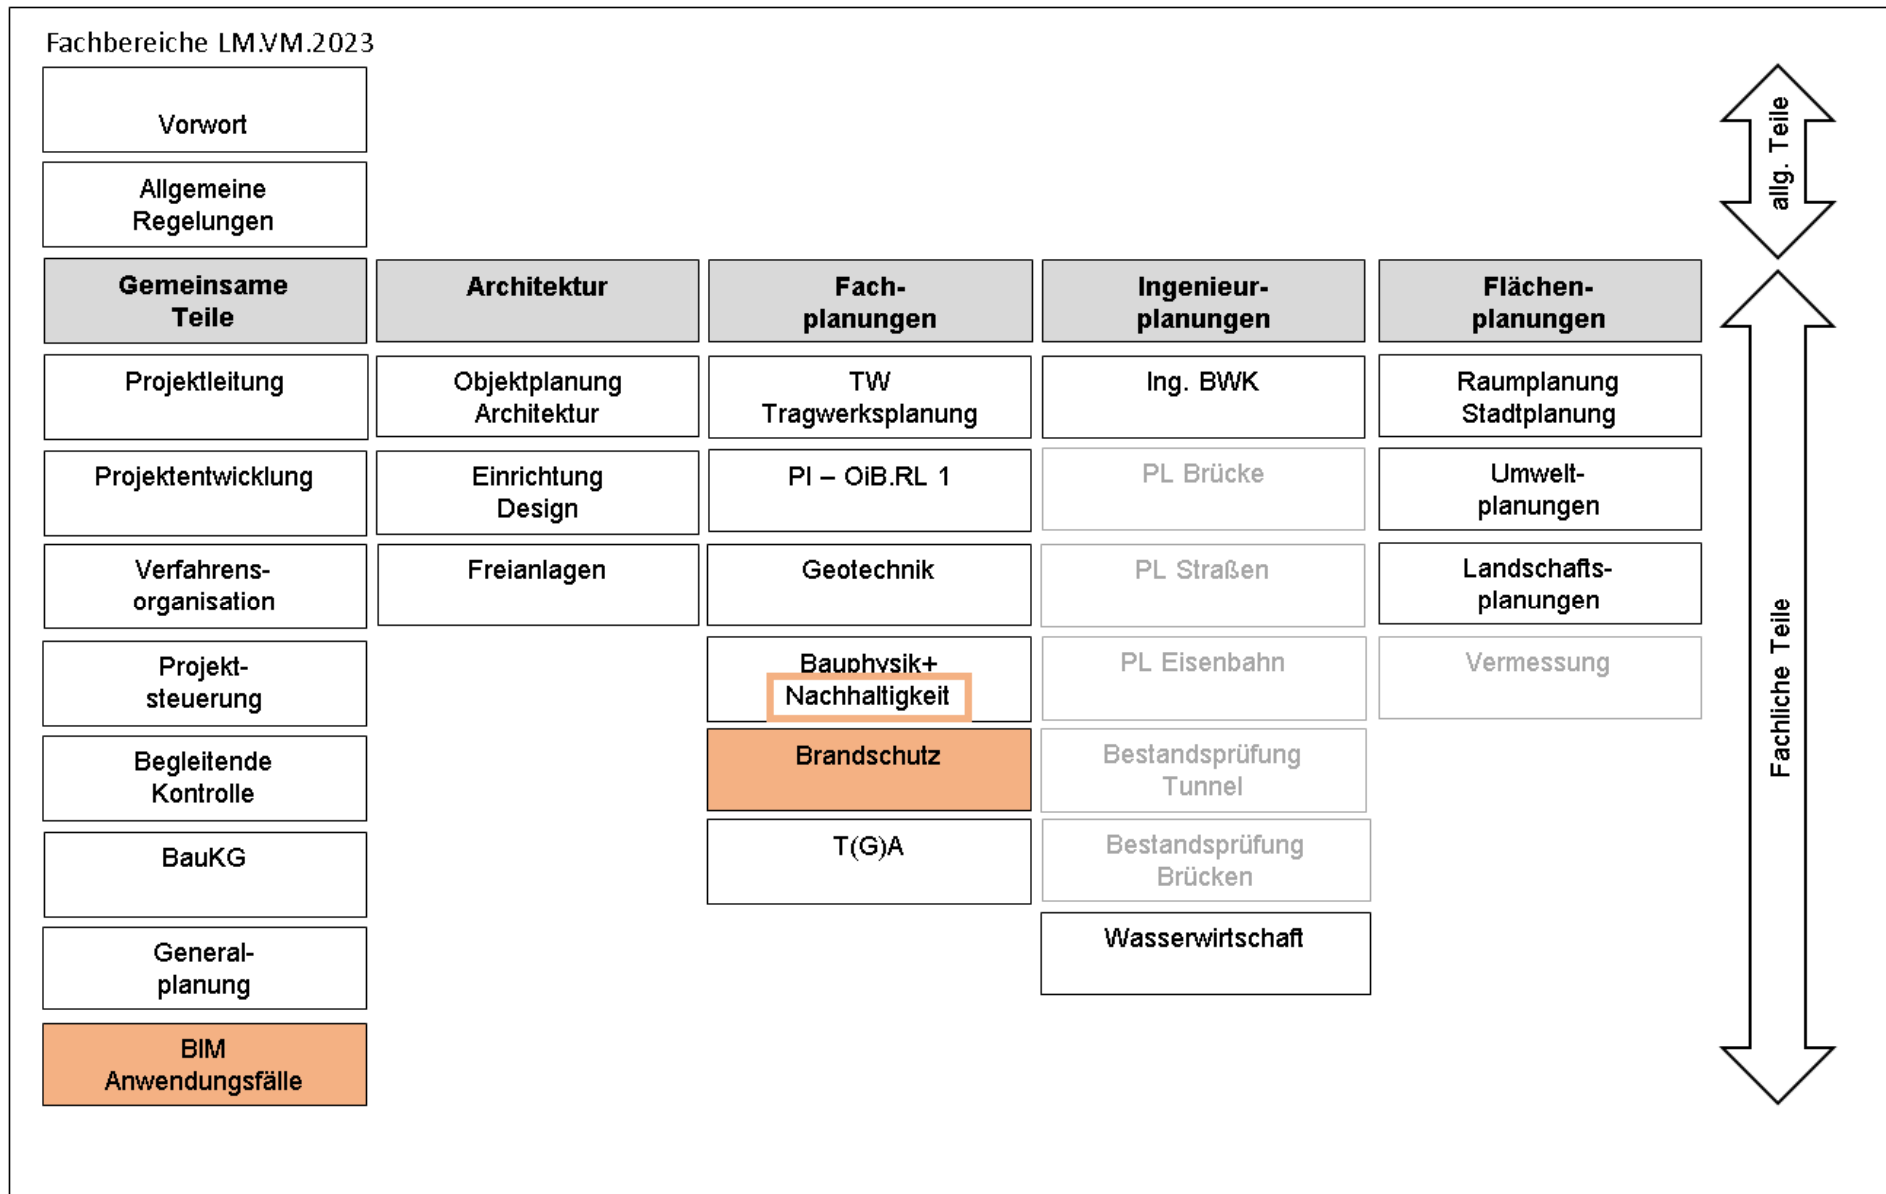 Fachbereiche LM.VM.2023
Vorwort
Allgemeine
Regelungen
allg. Teile
Gemeinsame
Teile
Projektleitung
Projektentwicklung
Verfahrens-
organisation
Projekt-
steuerung
Begleitende
Kontrolle
BauKG
General-
planung
BIM
Anwendungsfälle
Architektur
Objektplanung
Architektur
Einrichtung
Design
Freianlagen
Fach-
planungen
TW
Tragwerksplanung
PI – OiB.RL 1
Geotechnik
Bauphysik+
Nachhaltigkeit
Brandschutz
T(G)A
Ingenieur-
planungen
Ing. BWK
PL Brücke
PL Straßen
PL Eisenbahn
Bestandsprüfung
Tunnel
Bestandsprüfung
Brücken
Wasserwirtschaft
Flächen-
planungen
Raumplanung
Stadtplanung
Umwelt-
planungen
Landschafts-
planungen
Vermessung
Fachliche Teile